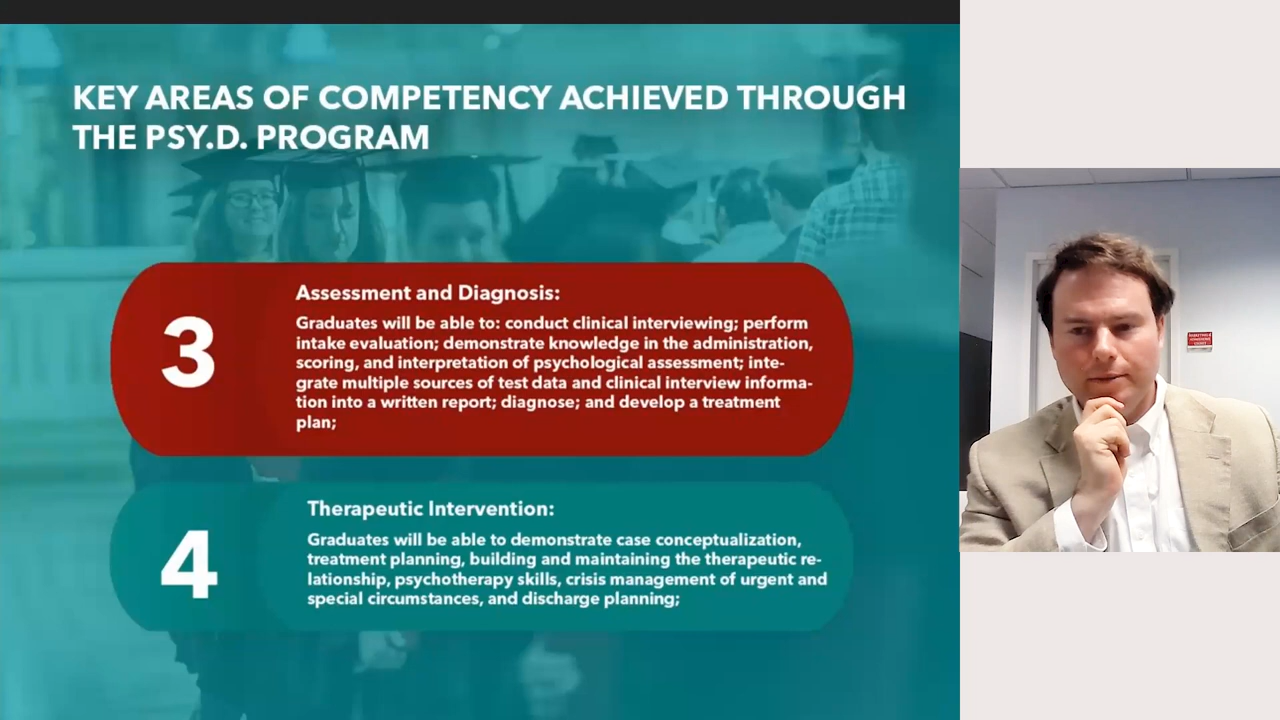 KEY AREAS OF COMPETENCY ACHIEVED THROUGH
THE PSY.D. PROGRAM
3
Assessment and Diagnosis:
Graduates will be able to: conduct clinical interviewing; perform
intake evaluation; demonstrate knowledge in the administration,
scoring, and interpretation of psychological assessment; inte-
grate multiple sources of test data and clinical interview informa-
tion into a written report; diagnose; and develop a treatment
plan;
4
Therapeutic Intervention:
Graduates will be able to demonstrate case conceptualization,
treatment planning, building and maintaining the therapeutic re-
lationship, psychotherapy skills, crisis management of urgent and
special circumstances, and discharge planning;